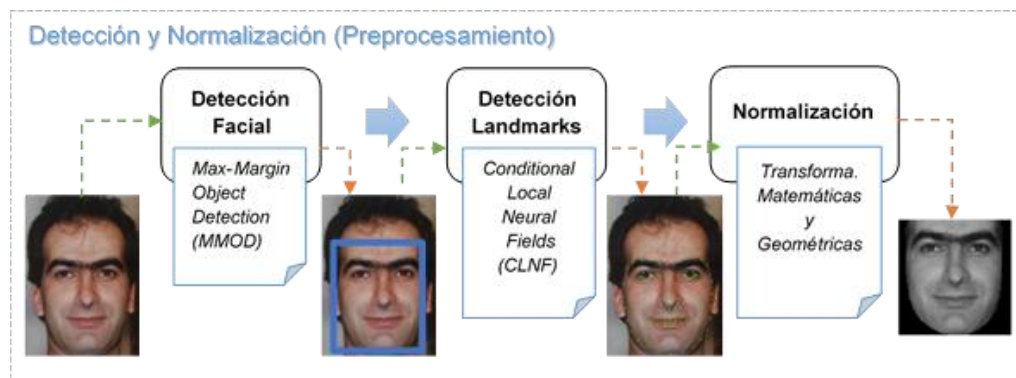 Detección y Normalización (Preprocesamiento)
Detección
Facial
Max-Margin
Object
Detection
(MMOD)
Detección
Landmarks
Conditional
Local
Neural
Fields
(CLNF)
Normalización
Transforma.
Matemáticas
y
Geométricas